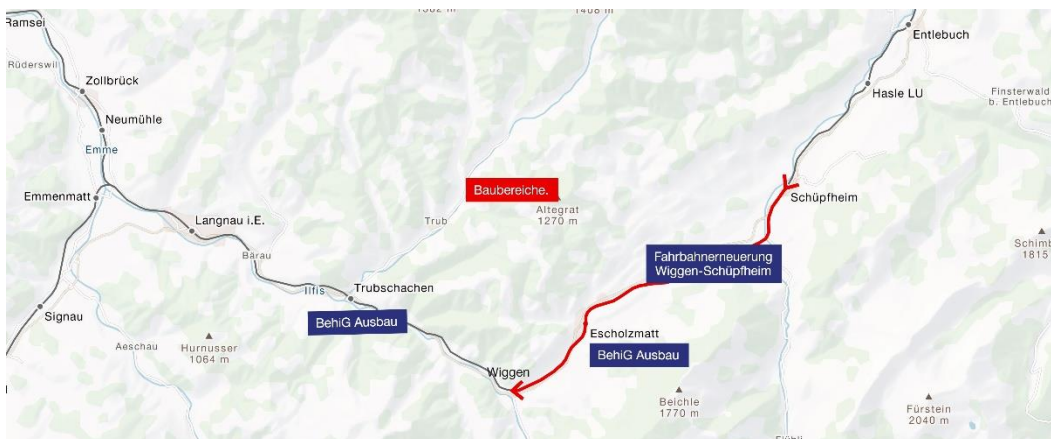 1408 m
Ramsei
Entlebuch
Rüderswil
Zollbrück
Hasle LU
Finsterwald
b. Entlebuch
Neumühle
Emme
Baubereiche.
Schüpfheim
Emmenmatt
Altegrat
1270 m
Langnau i.E.
Trub
Schimb
1815
Bärau
Fahrbahnerneuerung
Wiggen-Schüpfheim
Ilfis
Trubschachen
Signau
BehiG Ausbau
Escholzmatt
Aeschau
Hurnusser
1064 m
BehiG Ausbau
Wiggen
Beichle
1770 m
Fürstein
2040 m